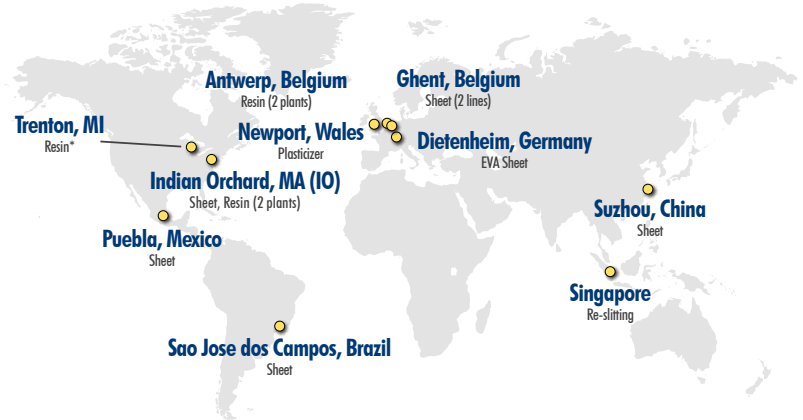 Antwerp, Belgium
Resin (2 plants)
Ghent, Belgium
Sheet (2 lines)
Trenton, MI
Resin*
Newport, Wales
Plasticizer
Dietenheim, Germany
EVA Sheet
Indian Orchard, MA (IO)
Sheet, Resin (2 plants)
Suzhou, China
Sheet
Puebla, Mexico
Sheet
Singapore
Re-slitting
Sao Jose dos Campos, Brazil
Sheet